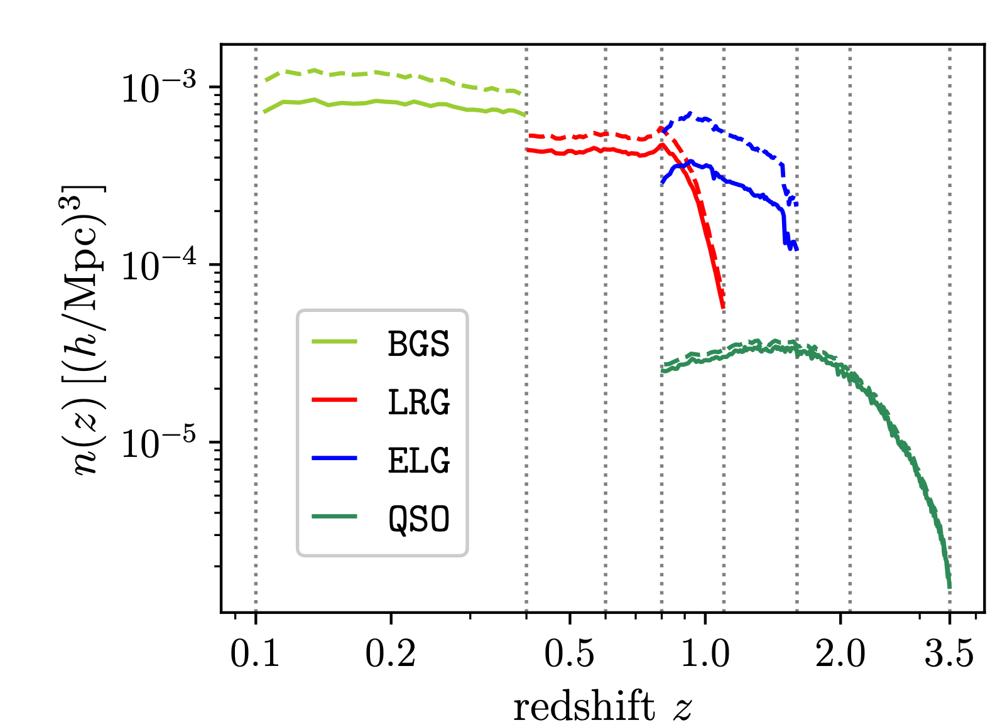 10⁻³
10⁻⁴
10⁻⁵
n(z) [(h/Mpc)³]
BGS
LRG
ELG
QSO
0.1 0.2 0.5 1.0 2.0 3.5
redshift z